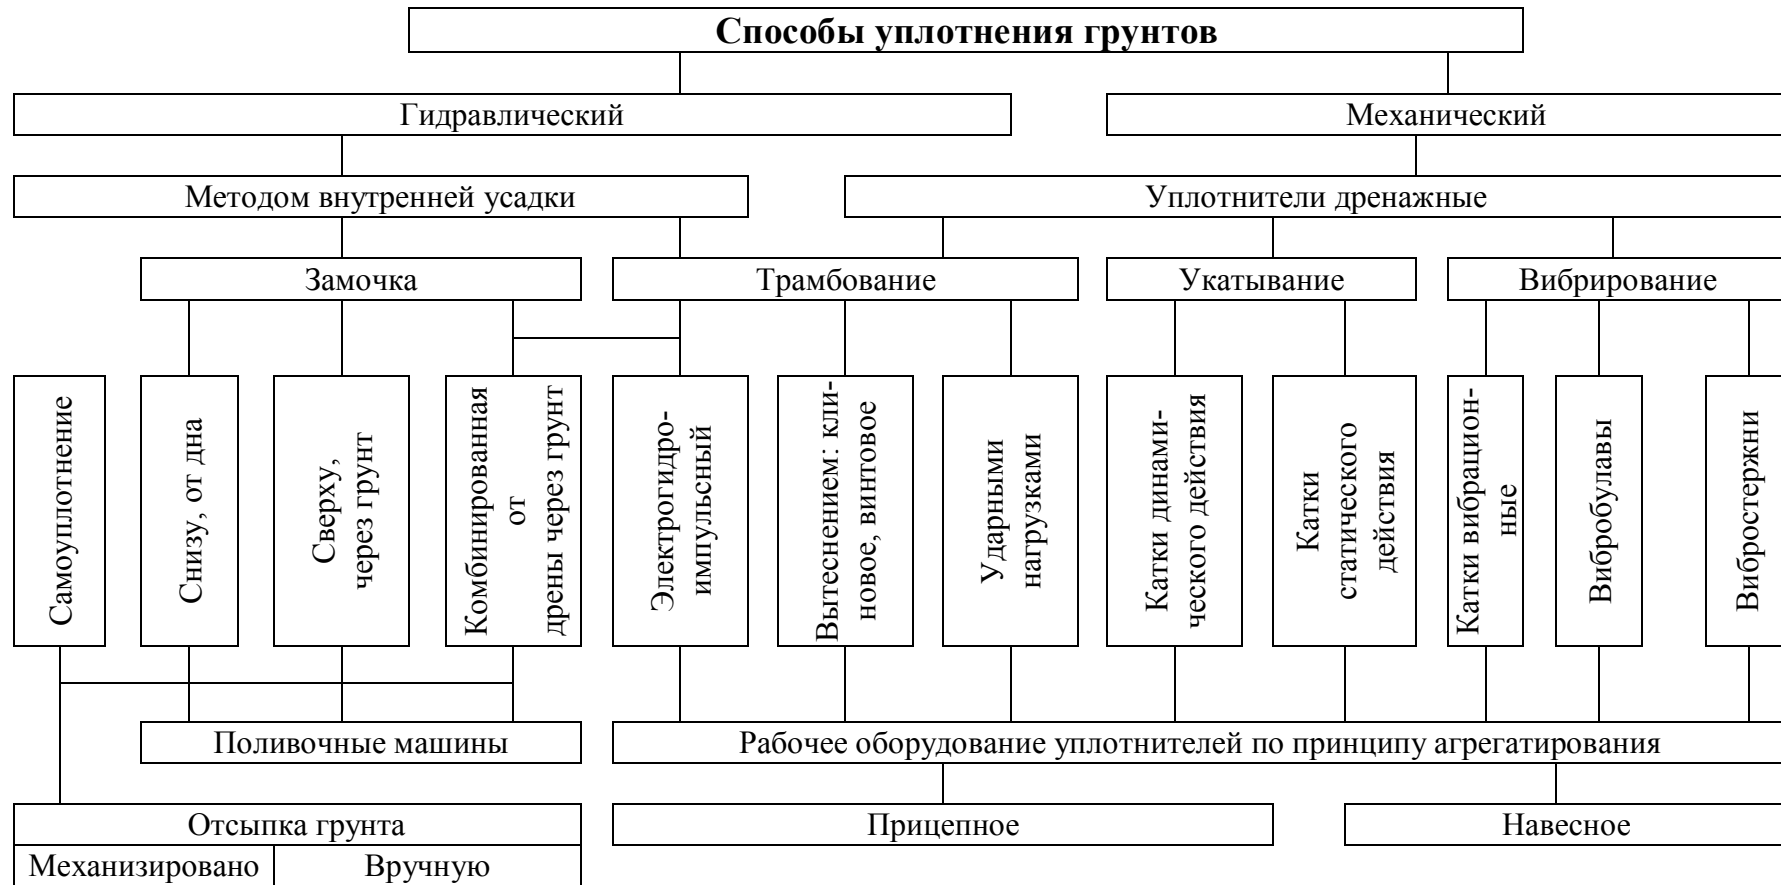 Способы уплотнения грунтов
Гидравлический
Механический
Методом внутренней усадки
Уплотнители дренажные
Замочка
Трамбование
Укатывание
Вибрирование
Самоуплотнение
Снизу, от дна
Сверху,
через грунт
Комбинированная
от
дрены через грунт
Электрогидро-
импульсный
Вытеснением: кли-
новое, винтовое
Ударными
нагрузками
Катки динами-
ческого действия
Катки
статического
действия
Катки вибрацион-
ные
Вибробулавы
Вибростержни
Поливочные машины
Рабочее оборудование уплотнителей по принципу агрегатирования
Отсыпка грунта
Прицепное
Навесное
Механизировано
Вручную